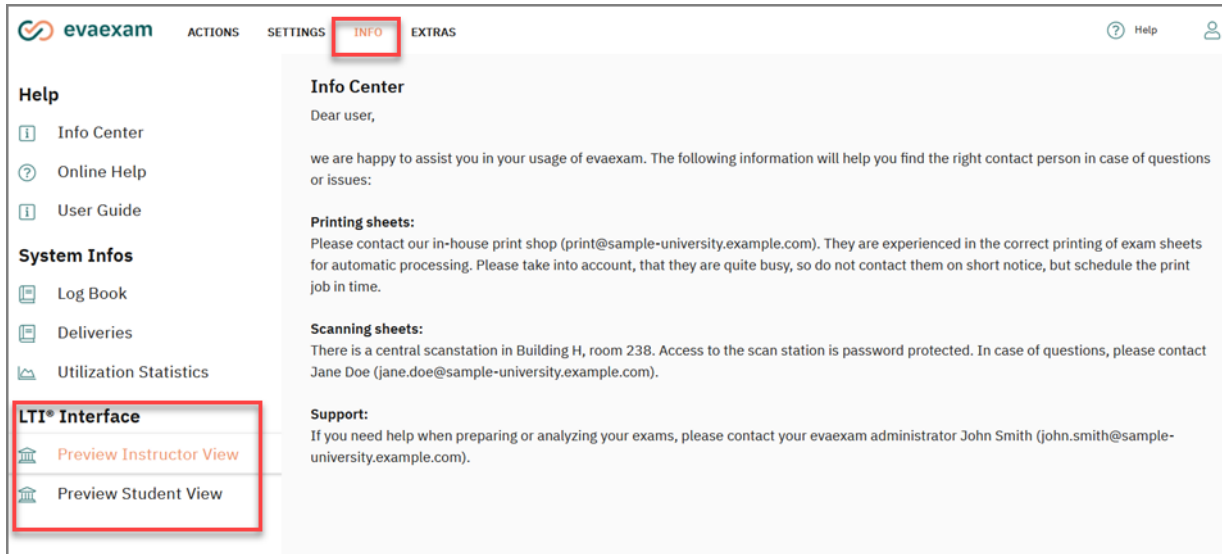 evaexam ACTIONS SETTINGS INFO EXTRAS Help
Help
Info Center
Online Help
User Guide
System Infos
Log Book
Deliveries
Utilization Statistics
LTI® Interface
Preview Instructor View
Preview Student View
Info Center
Dear user,
we are happy to assist you in your usage of evaexam. The following information will help you find the right contact person in case of questions
or issues:
Printing sheets:
Please contact our in-house print shop (print@sample-university.example.com). They are experienced in the correct printing of exam sheets
for automatic processing. Please take into account, that they are quite busy, so do not contact them on short notice, but schedule the print
job in time.
Scanning sheets:
There is a central scanstation in Building H, room 238. Access to the scan station is password protected. In case of questions, please contact
Jane Doe (jane.doe@sample-university.example.com).
Support:
If you need help when preparing or analyzing your exams, please contact your evaexam administrator John Smith (john.smith@sample-
university.example.com).